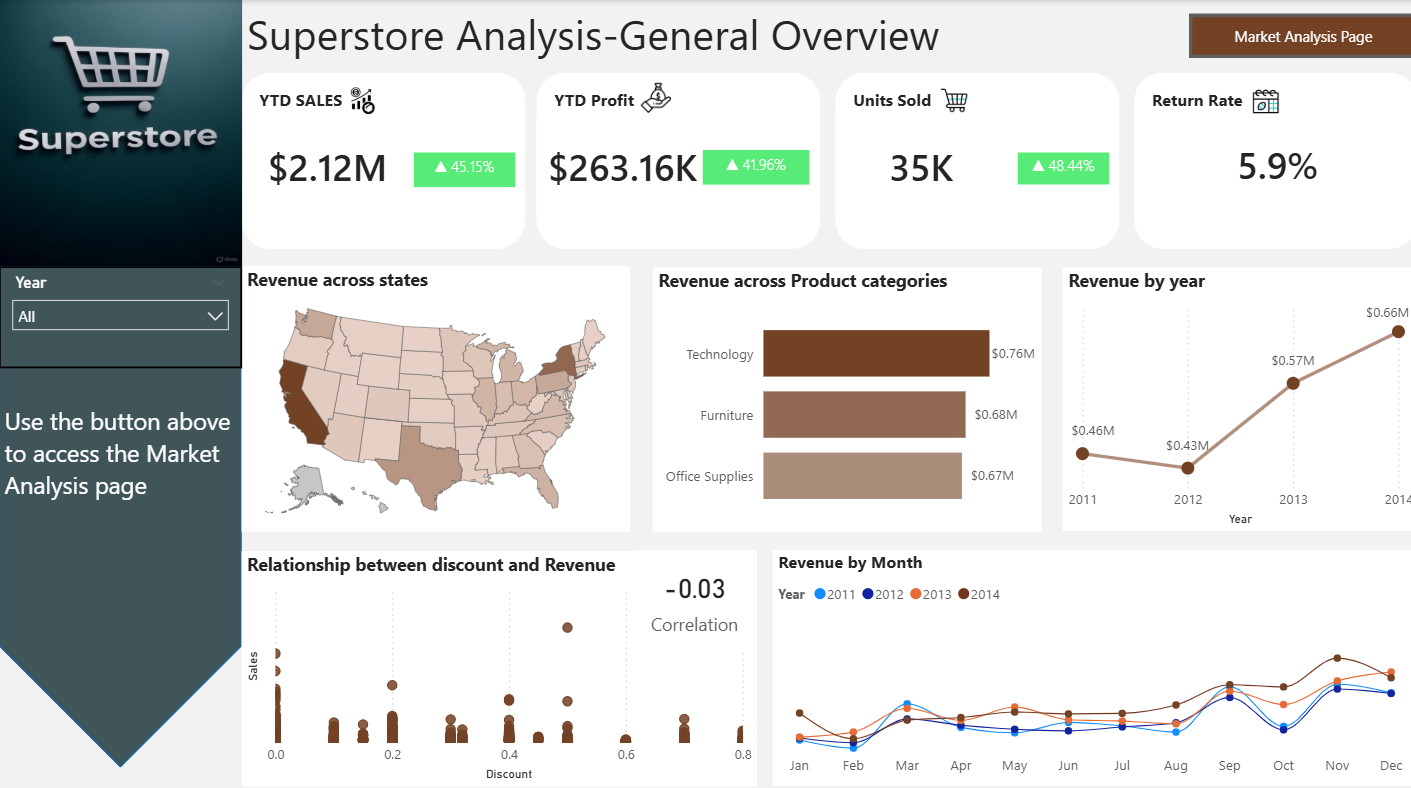 Superstore
Year
All
Use the button above
to access the Market
Analysis page
Superstore Analysis-General Overview
Market Analysis Page
YTD SALES
$2.12M
▲ 45.15%
YTD Profit
$263.16K
▲ 41.96%
Units Sold
35K
▲ 48.44%
Return Rate
5.9%
Revenue across states
Revenue across Product categories
Technology
$0.76M
Furniture
$0.68M
Office Supplies
$0.67M
Revenue by year
$0.46M
$0.43M
$0.57M
$0.66M
2011 2012 2013 2014
Year
Relationship between discount and Revenue
-0.03
Correlation
Sales
0.0 0.2 0.4 0.6 0.8
Discount
Revenue by Month
Year 2011 2012 2013 2014
Jan Feb Mar Apr May Jun Jul Aug Sep Oct Nov Dec